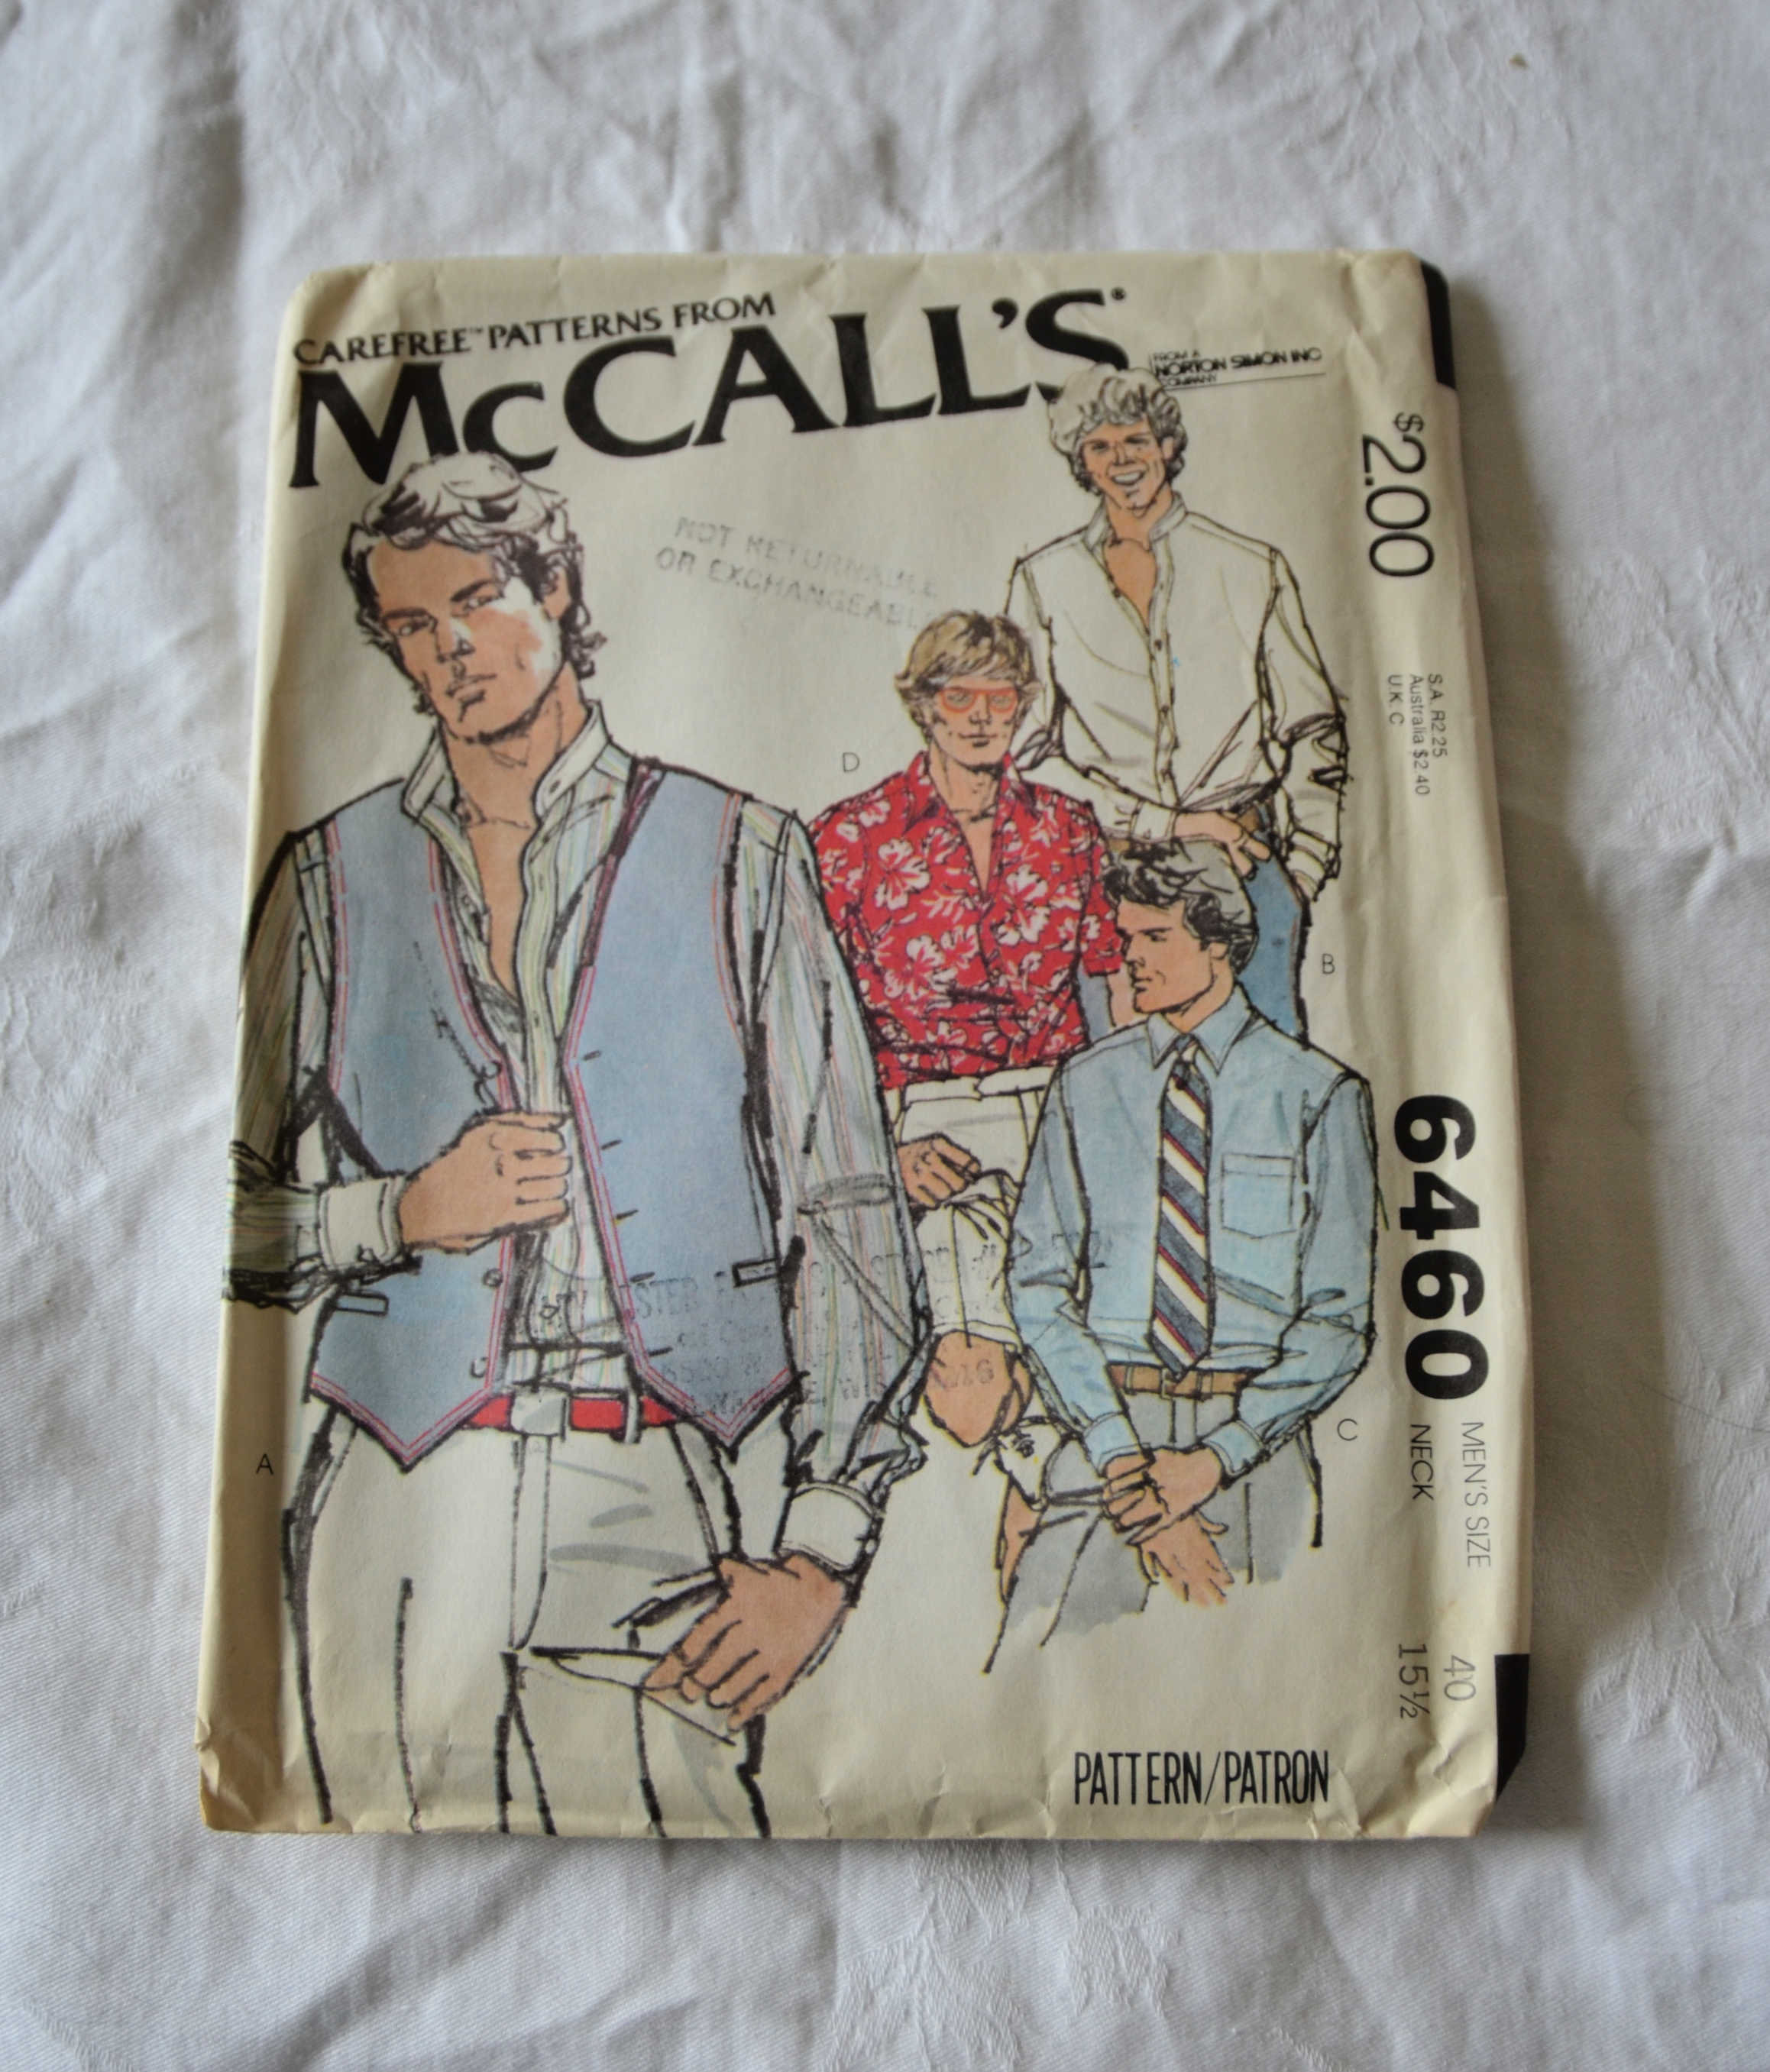 CAREFREE™ PATTERNS FROM
McCALL'S®
FROM A
NORTON SIMON INC
COMPANY
$2.00
NOT RETURNABLE
OR EXCHANGEABLE
S.A. R2.25
Australia $2.40
U.K. C
D
B
6460
A
C
MEN'S SIZE 40
NECK 15½
PATTERN/PATRON